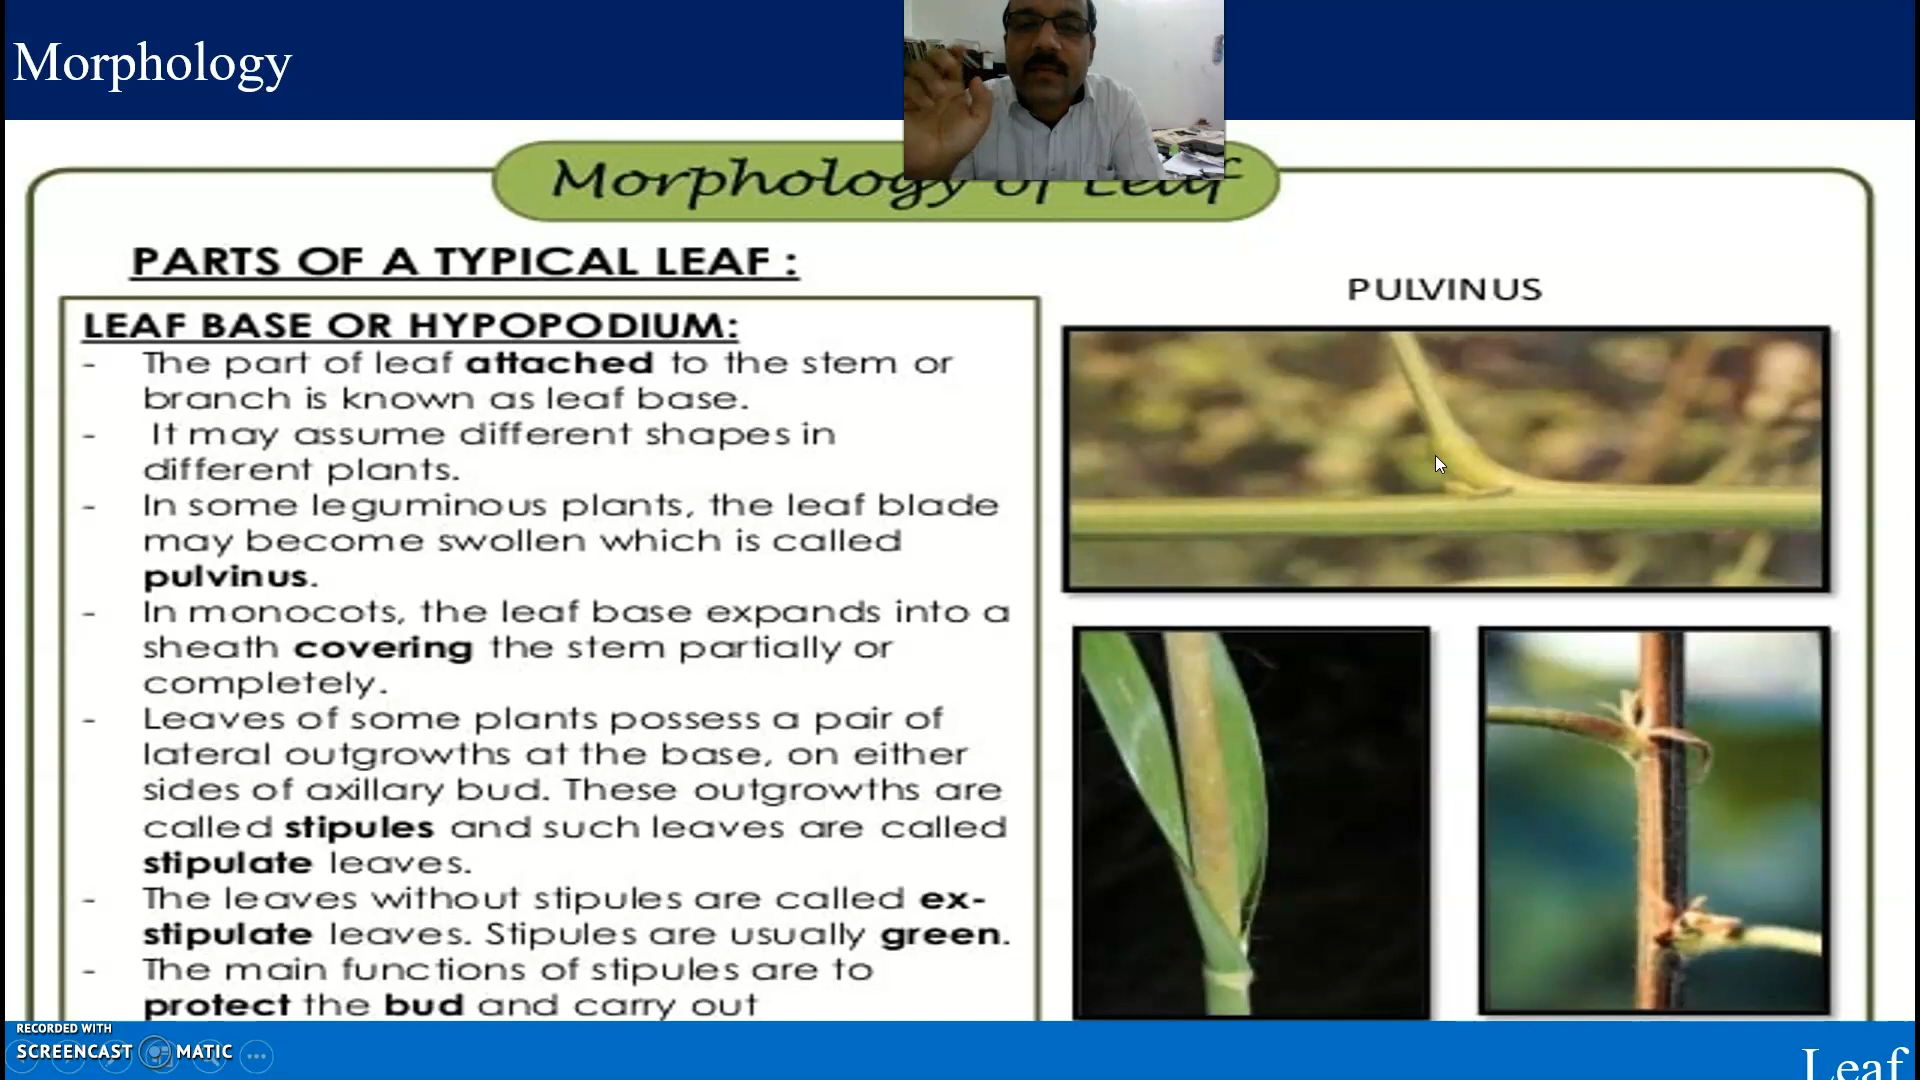 Morphology
Morphology of Leaf
PARTS OF A TYPICAL LEAF :
PULVINUS
LEAF BASE OR HYPOPODIUM:
- The part of leaf attached to the stem or
branch is known as leaf base.
- It may assume different shapes in
different plants.
- In some leguminous plants, the leaf blade
may become swollen which is called
pulvinus.
- In monocots, the leaf base expands into a
sheath covering the stem partially or
completely.
- Leaves of some plants possess a pair of
lateral outgrowths at the base, on either
sides of axillary bud. These outgrowths are
called stipules and such leaves are called
stipulate leaves.
- The leaves without stipules are called ex-
stipulate leaves. Stipules are usually green.
- The main functions of stipules are to
protect the bud and carry out
RECORDED WITH
SCREENCAST MATIC
Leaf